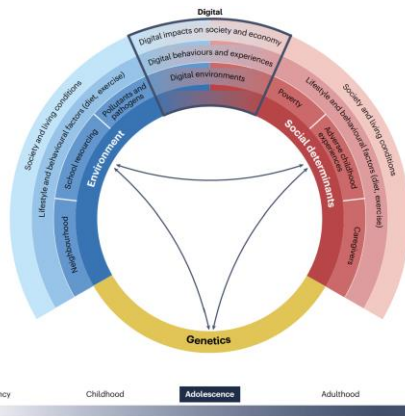 Digital
Digital impacts on society and economy
Digital behaviours and experiences
Digital environments
Society and living conditions
Lifestyle and behavioural factors (diet, exercise)
Pollutants and
pathogens
School resourcing
Neighbourhood
Environment
Poverty
Adverse childhood
experiences
Caregivers
Social determinants
Lifestyle and behavioural factors (diet, exercise)
Society and living conditions
Genetics
ncy
Childhood
Adolescence
Adulthood